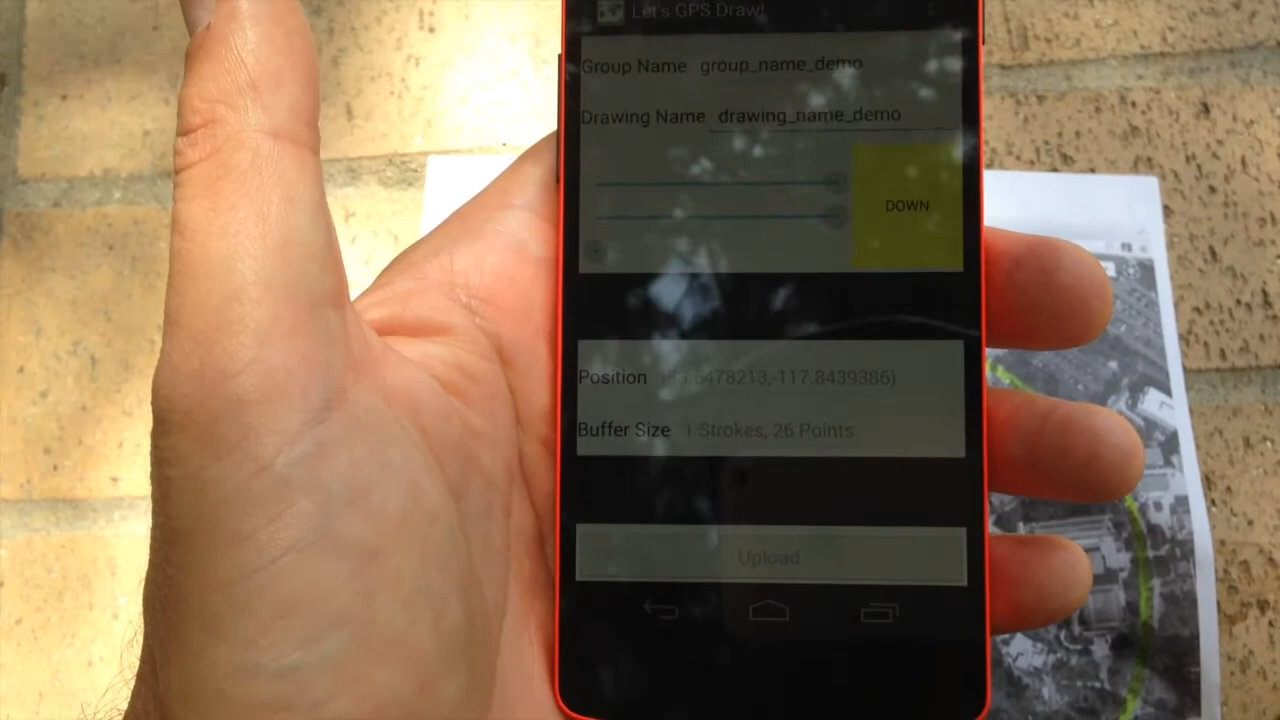 Let's GPS Draw!
Group Name group_name_demo
Drawing Name drawing_name_demo
DOWN
Position 6478213,-117.8439386)
Buffer Size 1 Strokes, 26 Points
Upload